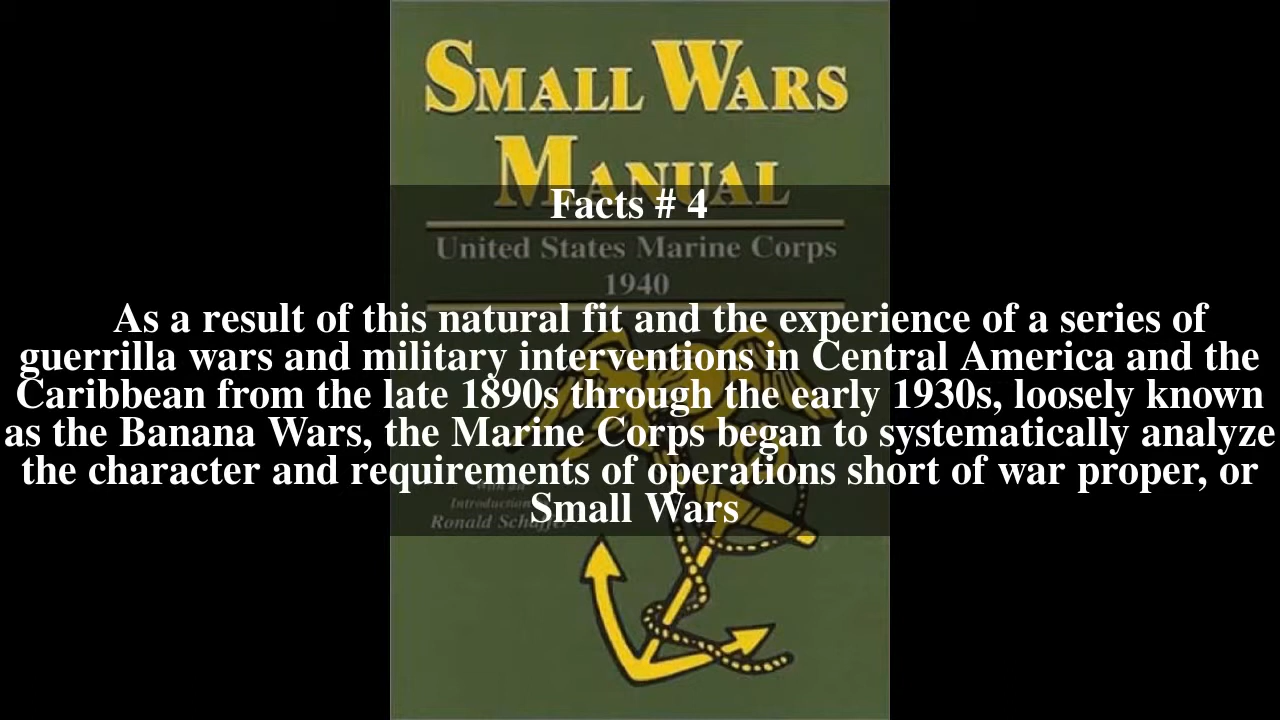 SMALL WARS
MANUAL
Facts # 4
United States Marine Corps
1940
As a result of this natural fit and the experience of a series of
guerrilla wars and military interventions in Central America and the
Caribbean from the late 1890s through the early 1930s, loosely known
as the Banana Wars, the Marine Corps began to systematically analyze
the character and requirements of operations short of war proper, or
Introduction
Small Wars
Ronald